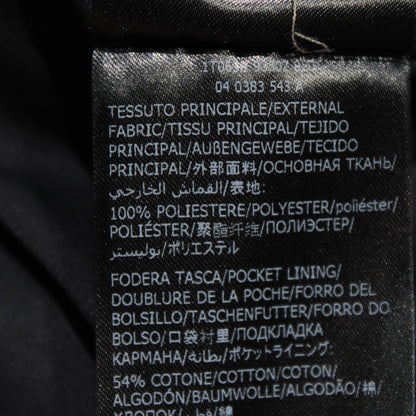 04 0383 543 A
TESSUTO PRINCIPALE/EXTERNAL
FABRIC/TISSU PRINCIPAL/TEJIDO
PRINCIPAL/AUßENGEWEBE/TECIDO
PRINCIPAL/外部面料/ОСНОВНАЯ ТКАНЬ/
القماش الخارجي/表地:
100% POLIESTERE/POLYESTER/poliéster/
POLIÉSTER/聚酯纤维/ПОЛИЭСТЕР/
بوليستر/ポリエステル
FODERA TASCA/POCKET LINING/
DOUBLURE DE LA POCHE/FORRO DEL
BOLSILLO/TASCHENFUTTER/FORRO DO
BOLSO/口袋衬里/ПОДКЛАДКА
КАРМАНА/بطانة/ポケットライニング:
54% COTONE/COTTON/COTON/
ALGODÓN/BAUMWOLLE/ALGODÃO/棉/
ХЛОПОК/قطن/綿